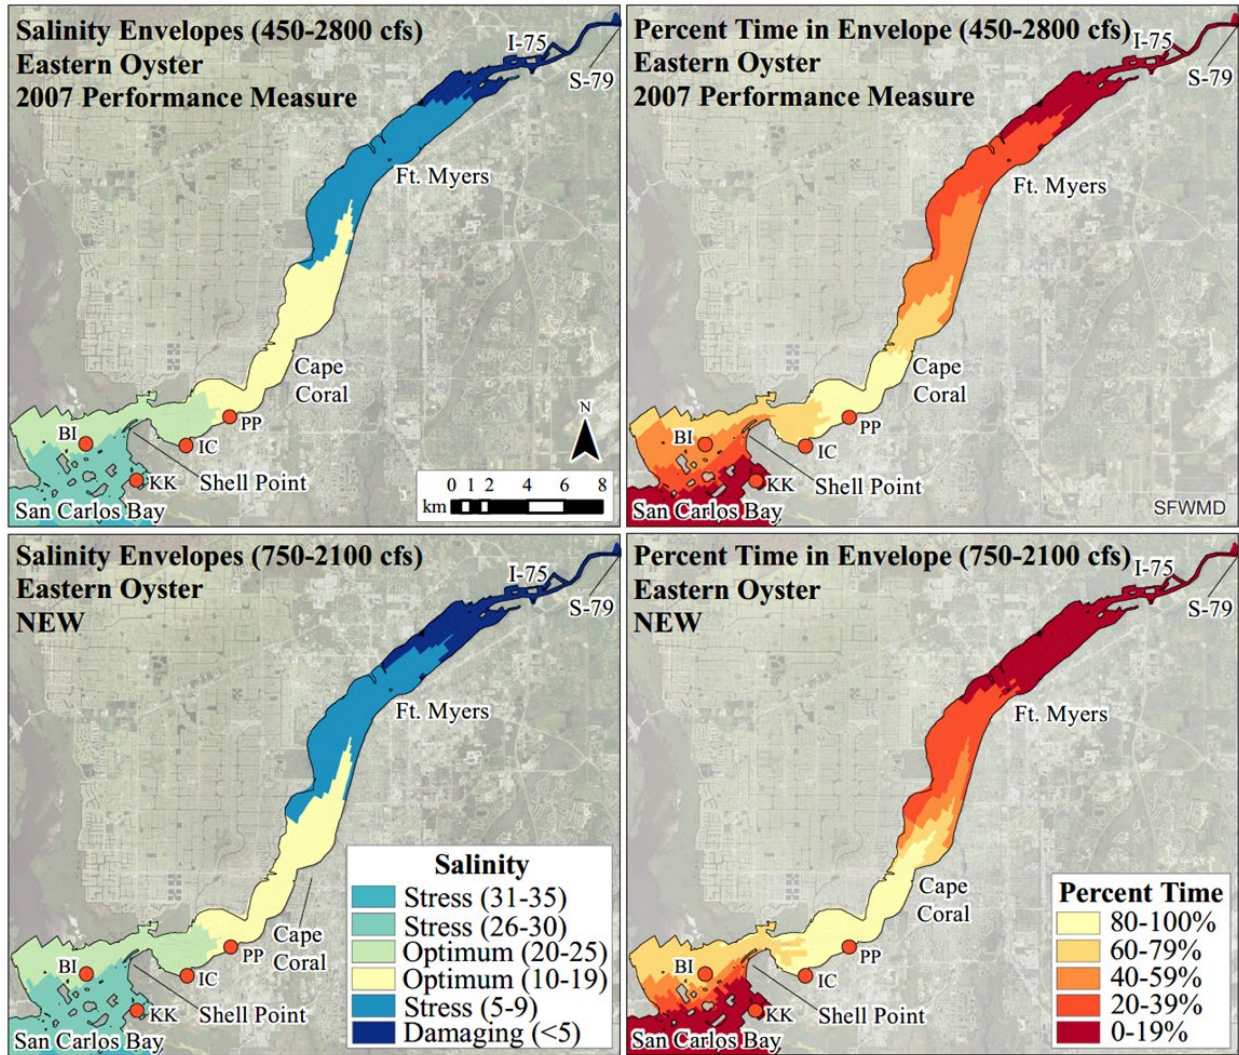 Salinity Envelopes (450-2800 cfs)
Eastern Oyster
2007 Performance Measure
I-75
S-79
Ft. Myers
Cape
Coral
N
PP
BI
IC
KK
Shell Point
San Carlos Bay
0 1 2 4 6 8
km
Percent Time in Envelope (450-2800 cfs)
Eastern Oyster
2007 Performance Measure
I-75
S-79
Ft. Myers
Cape
Coral
PP
BI
IC
KK
Shell Point
San Carlos Bay
SFWMD
Salinity Envelopes (750-2100 cfs)
Eastern Oyster
NEW
I-75
S-79
Ft. Myers
Cape
Coral
PP
BI
IC
KK
Shell Point
San Carlos Bay
Salinity
Stress (31-35)
Stress (26-30)
Optimum (20-25)
Optimum (10-19)
Stress (5-9)
Damaging (<5)
Percent Time in Envelope (750-2100 cfs)
Eastern Oyster
NEW
I-75
S-79
Ft. Myers
Cape
Coral
PP
BI
IC
KK
Shell Point
San Carlos Bay
Percent Time
80-100%
60-79%
40-59%
20-39%
0-19%